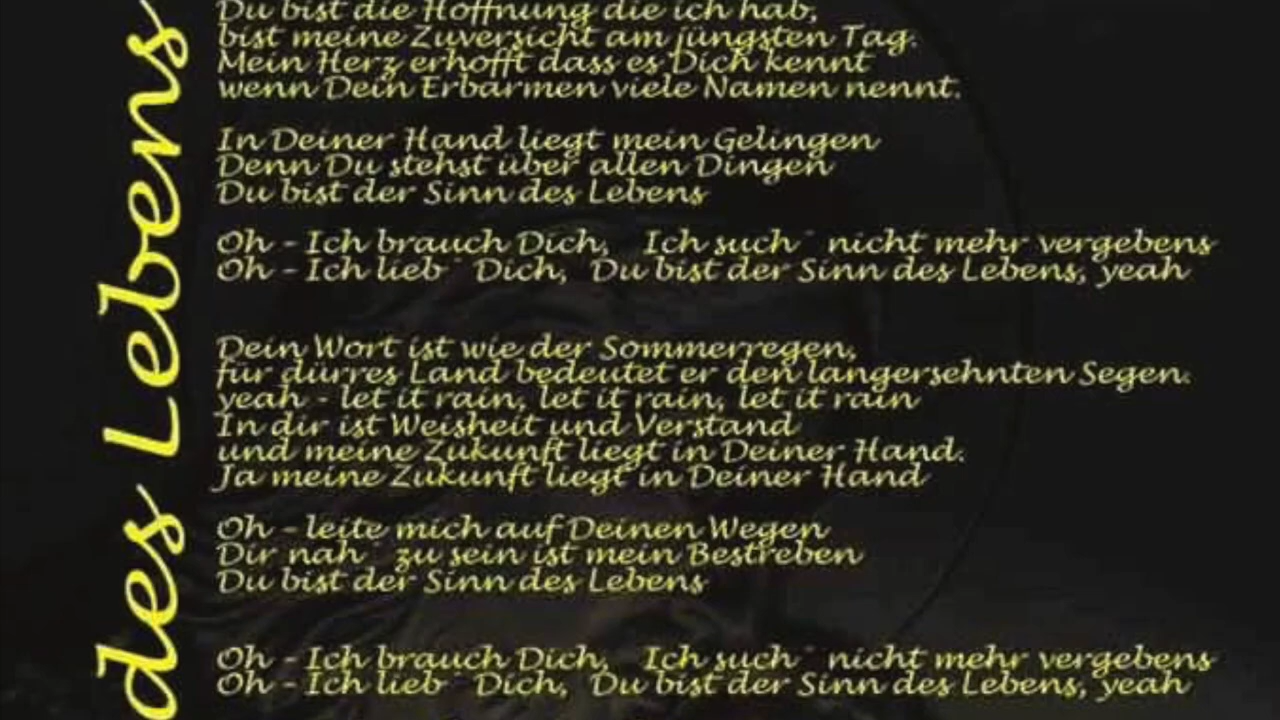 des Lebens
Du bist die Hoffnung die ich hab,
bist meine Zuversicht am jüngsten Tag.
Mein Herz erhofft dass es Dich kennt
wenn Dein Erbarmen viele Namen nennt.
In Deiner Hand liegt mein Gelingen
Denn Du stehst über allen Dingen
Du bist der Sinn des Lebens
Oh - Ich brauch Dich, Ich such´ nicht mehr vergebens
Oh - Ich lieb´ Dich, Du bist der Sinn des Lebens, yeah
Dein Wort ist wie der Sommerregen,
für dürres Land bedeutet er den langersehnten Segen.
yeah - let it rain, let it rain, let it rain
In dir ist Weisheit und Verstand
und meine Zukunft liegt in Deiner Hand.
Ja meine Zukunft liegt in Deiner Hand
Oh - leite mich auf Deinen Wegen
Dir nah´ zu sein ist mein Bestreben
Du bist der Sinn des Lebens
Oh - Ich brauch Dich, Ich such´ nicht mehr vergebens
Oh - Ich lieb´ Dich, Du bist der Sinn des Lebens, yeah